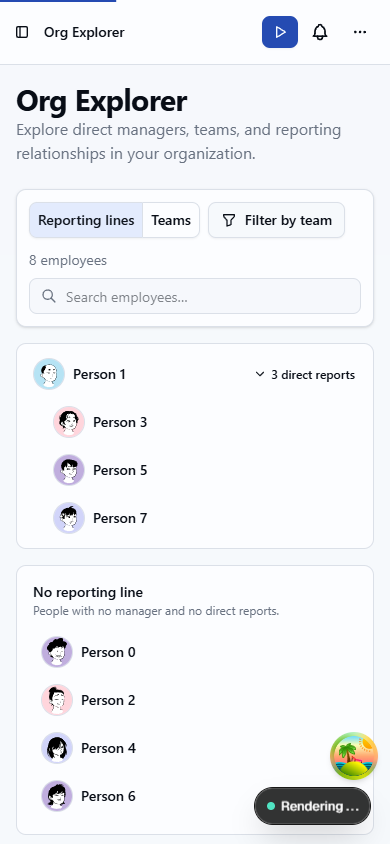 Org Explorer
Org Explorer
Explore direct managers, teams, and reporting
relationships in your organization.
Reporting lines
Teams
Filter by team
8 employees
Search employees...
Person 1
3 direct reports
Person 3
Person 5
Person 7
No reporting line
People with no manager and no direct reports.
Person 0
Person 2
Person 4
Person 6
Rendering ...